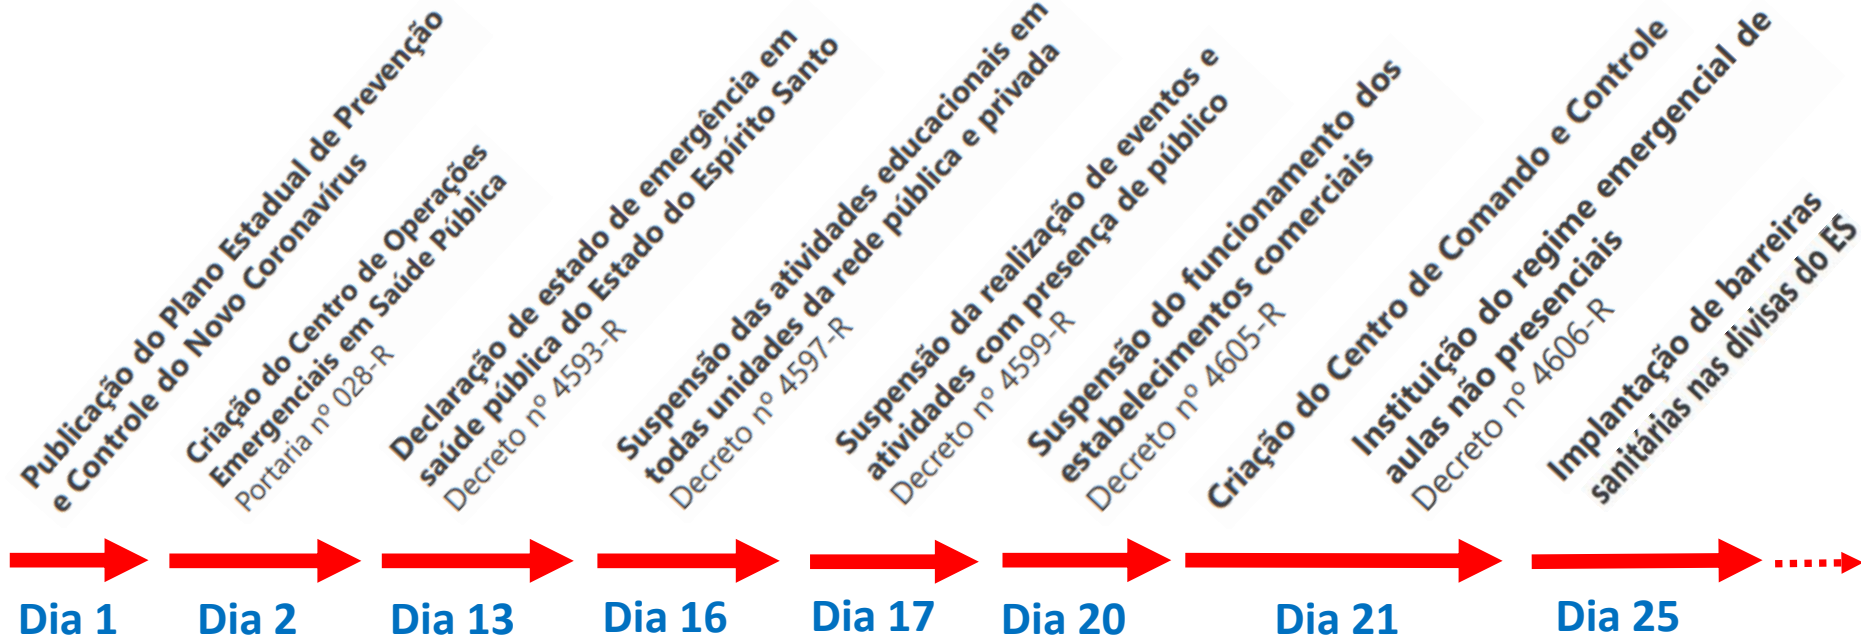 Publicação do Plano Estadual de Prevenção
e Controle do Novo Coronavírus
Criação do Centro de Operações
Emergenciais em Saúde Pública
Portaria nº 028-R
Declaração de estado de emergência em
saúde pública do Estado do Espírito Santo
Decreto nº 4593-R
Suspensão das atividades educacionais em
todas unidades da rede pública e privada
Decreto nº 4597-R
Suspensão da realização de eventos e
atividades com presença de público
Decreto nº 4599-R
Suspensão do funcionamento dos
estabelecimentos comerciais
Decreto nº 4605-R
Criação do Centro de Comando e Controle
Instituição do regime emergencial de
aulas não presenciais
Decreto nº 4606-R
Implantação de barreiras
sanitárias nas divisas do ES
Dia 1
Dia 2
Dia 13
Dia 16
Dia 17
Dia 20
Dia 21
Dia 25